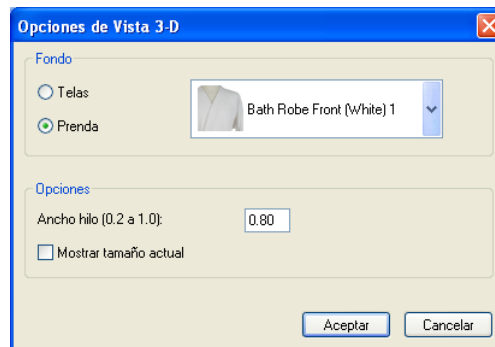 Opciones de Vista 3-D
Fondo
Telas
Prenda
Bath Robe Front (White) 1
Opciones
Ancho hilo (0.2 a 1.0):
0.80
Mostrar tamaño actual
Aceptar
Cancelar